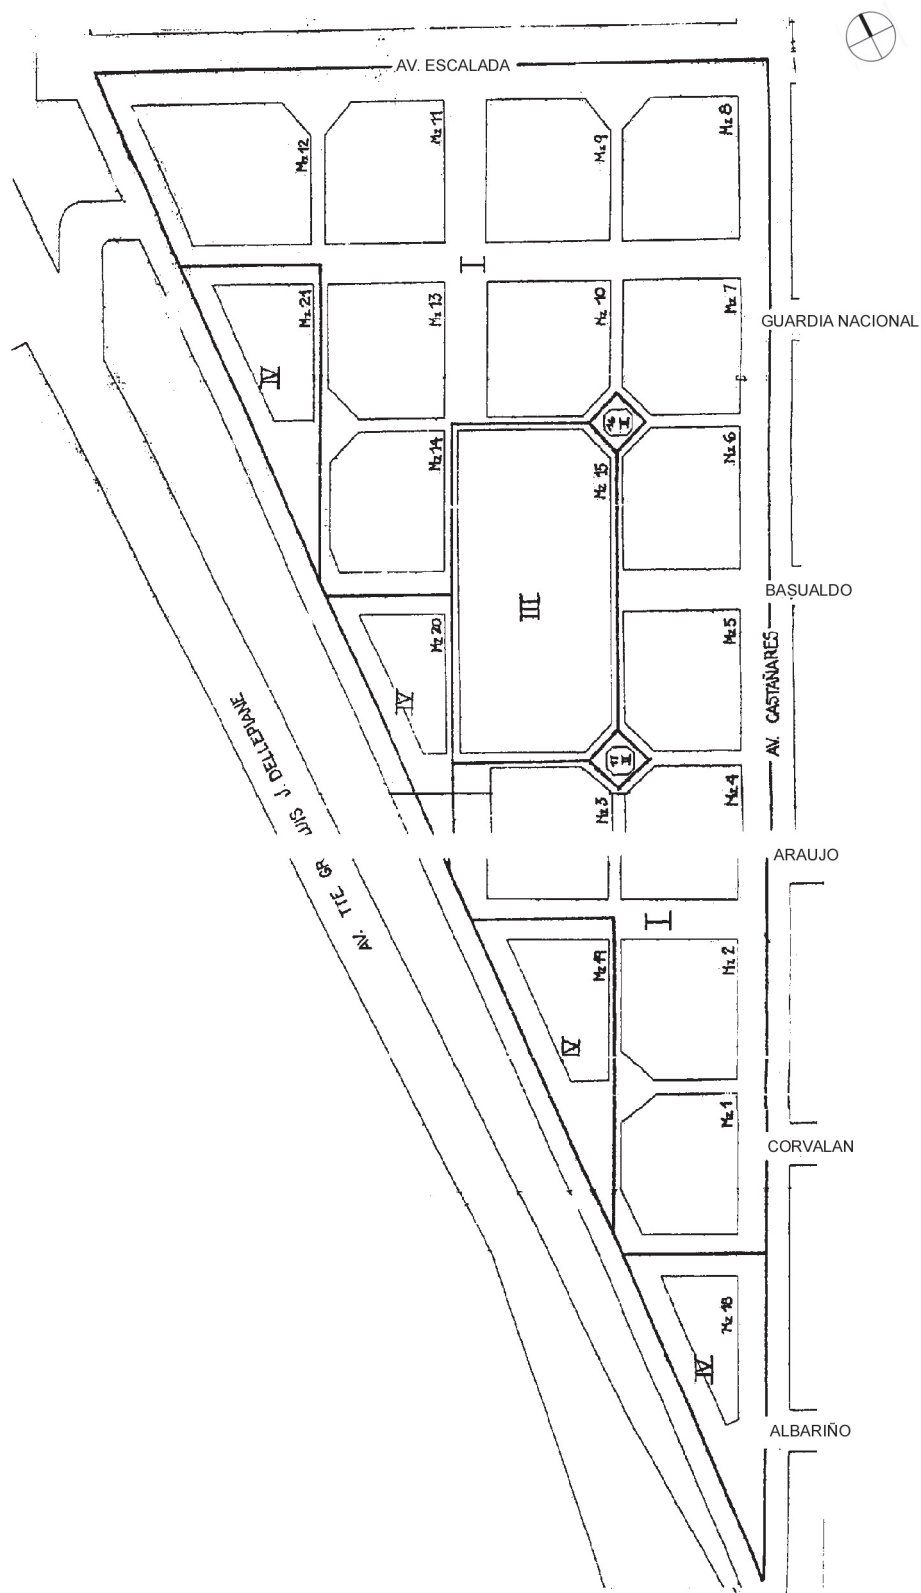 AV. ESCALADA
Mz 12
Mz 11
Mz 9
Mz 8
I
Mz 21
Mz 13
Mz 10
Mz 7
GUARDIA NACIONAL
IV
16
II
Mz 14
Mz 15
Mz 6
BASUALDO
III
Mz 20
Mz 5
IV
AV. CASTAÑARES
17
II
Mz 3
Mz 4
AV. TTE. GR LUIS J. DELLEPIANE
ARAUJO
I
Mz 19
Mz 2
IV
Mz 1
CORVALAN
Mz 18
IV
ALBARIÑO